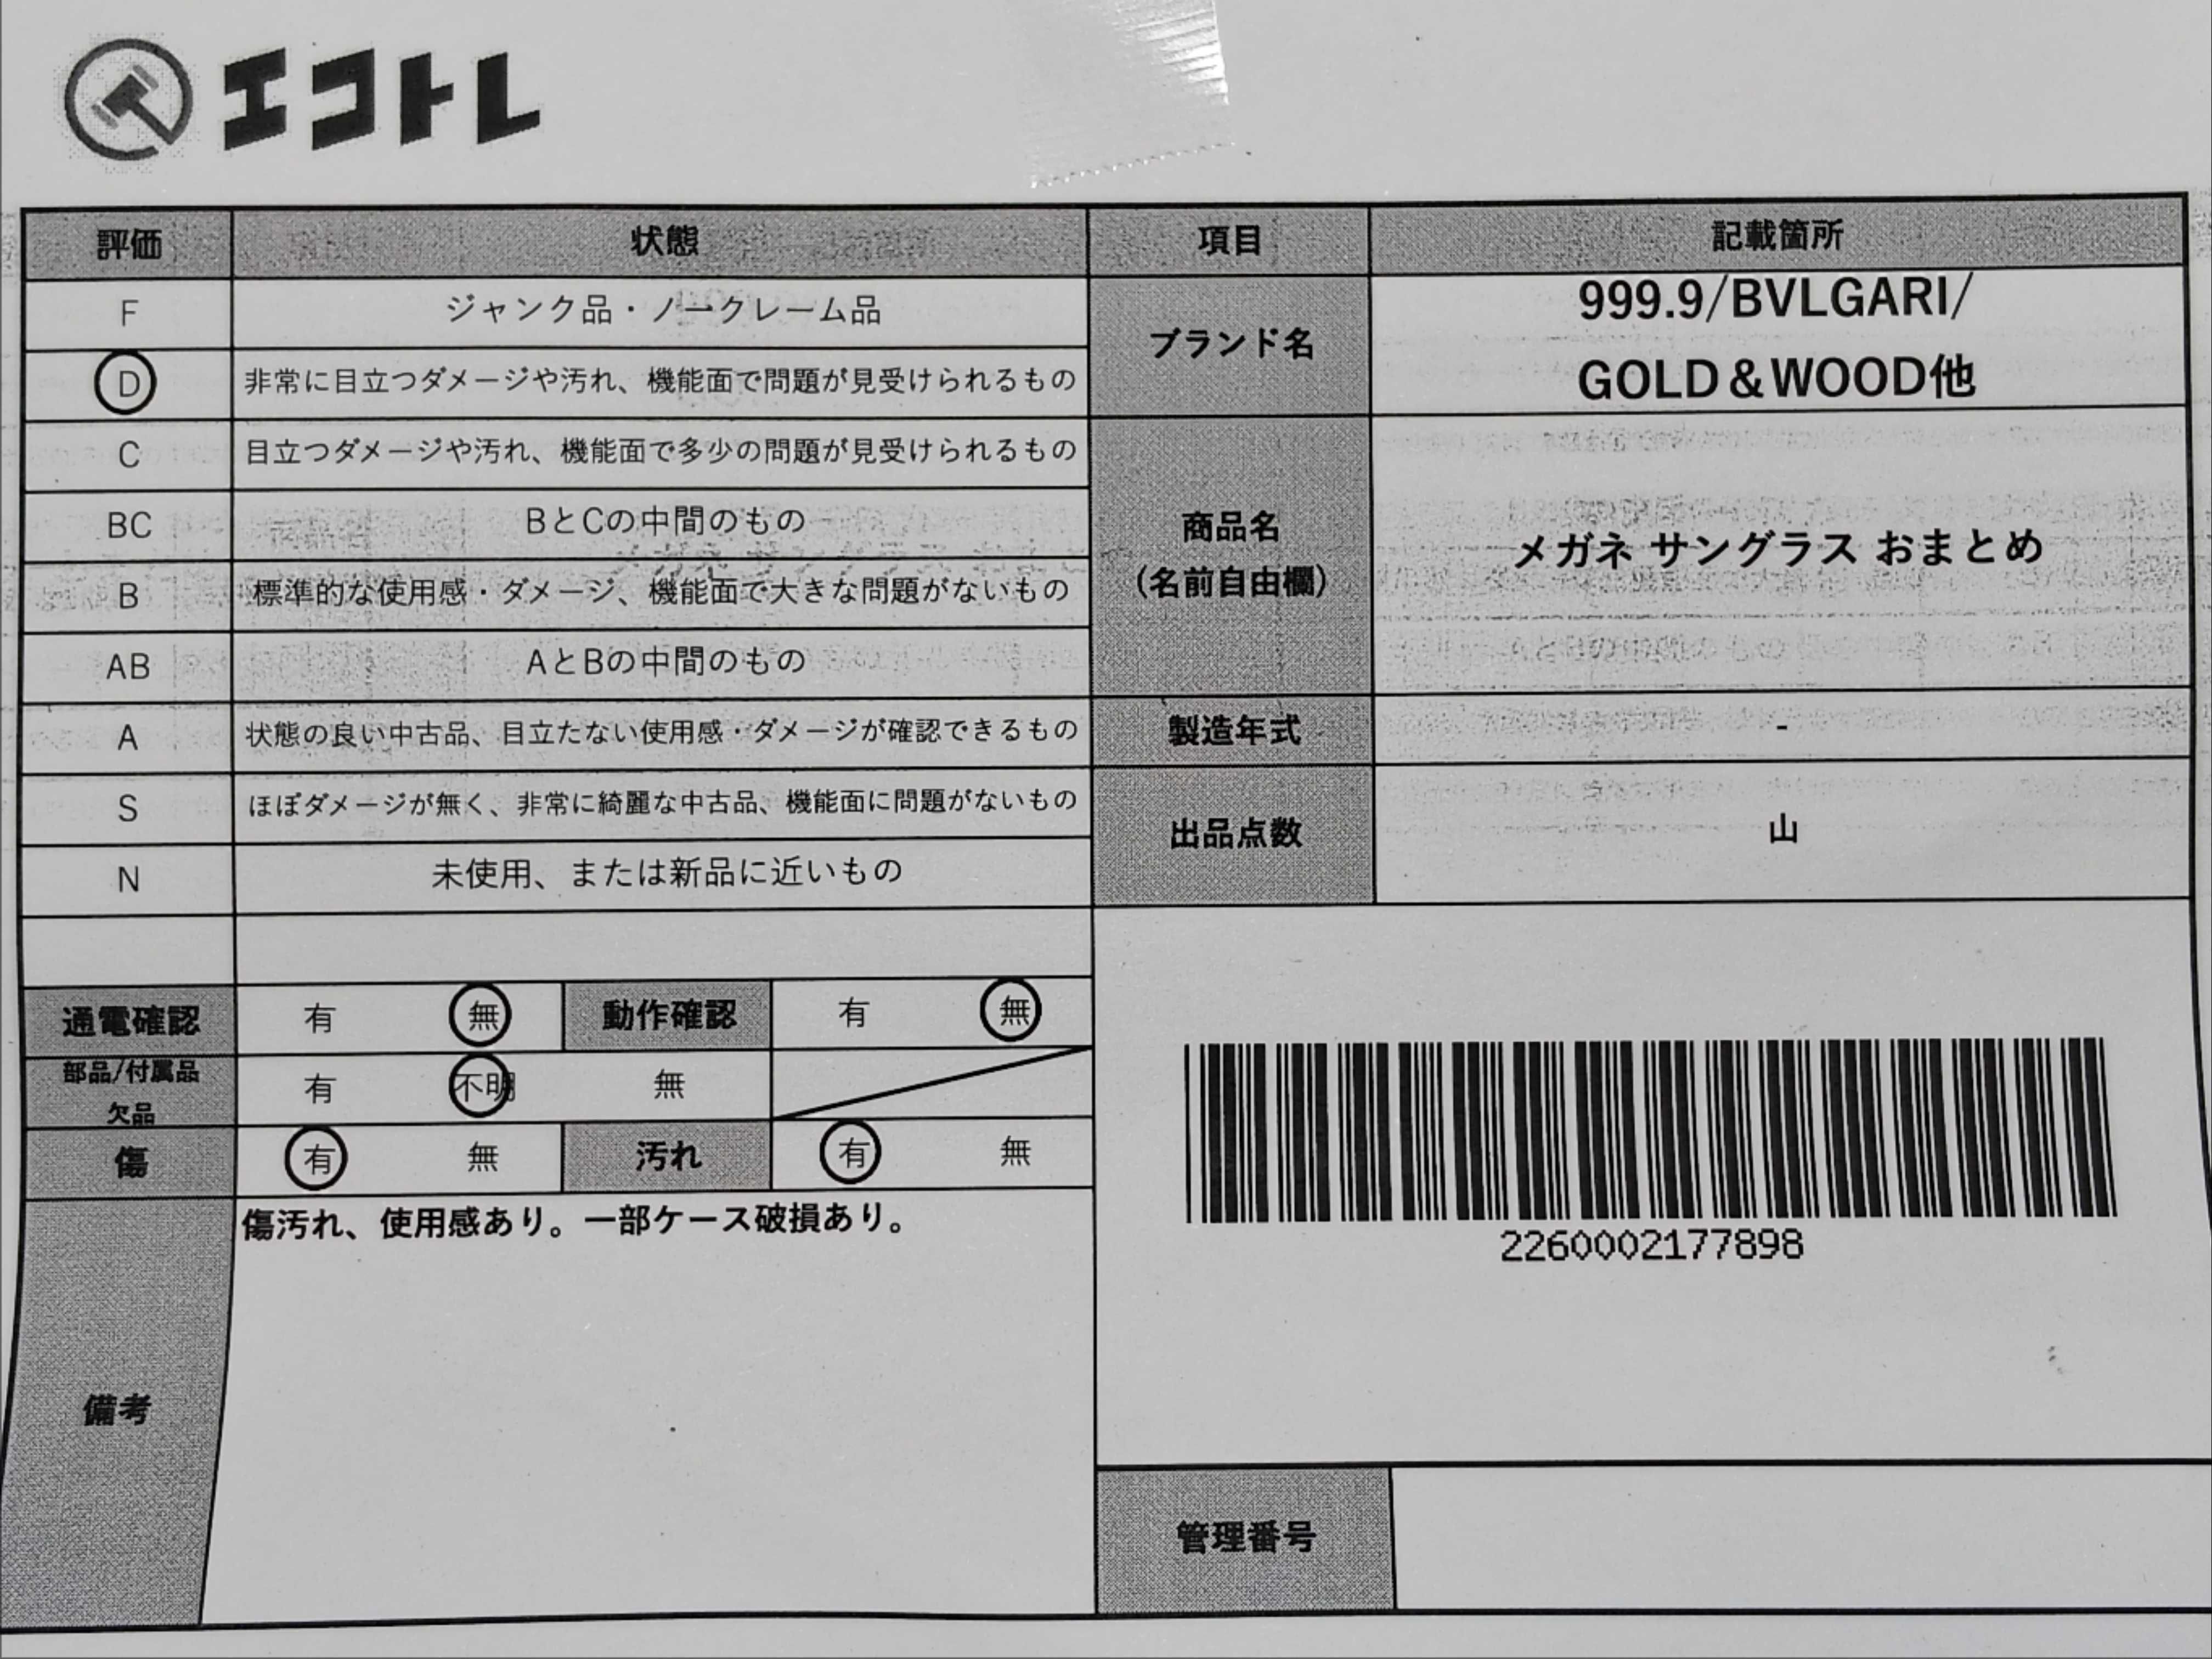 エコトレ
評価 状態 項目 記載箇所
F ジャンク品・ノークレーム品
D 非常に目立つダメージや汚れ、機能面で問題が見受けられるもの
C 目立つダメージや汚れ、機能面で多少の問題が見受けられるもの
BC BとCの中間のもの
B 標準的な使用感・ダメージ、機能面で大きな問題がないもの
AB AとBの中間のもの
A 状態の良い中古品、目立たない使用感・ダメージが確認できるもの
S ほぼダメージが無く、非常に綺麗な中古品、機能面に問題がないもの
N 未使用、または新品に近いもの
ブランド名
999.9/BVLGARI/
GOLD&WOOD他
商品名
(名前自由欄)
メガネ サングラス おまとめ
製造年式 -
出品点数 山
通電確認 有 無 動作確認 有 無
部品/付属品
欠品
有 不明 無
傷 有 無 汚れ 有 無
備考
傷汚れ、使用感あり。一部ケース破損あり。
2260002177898
管理番号